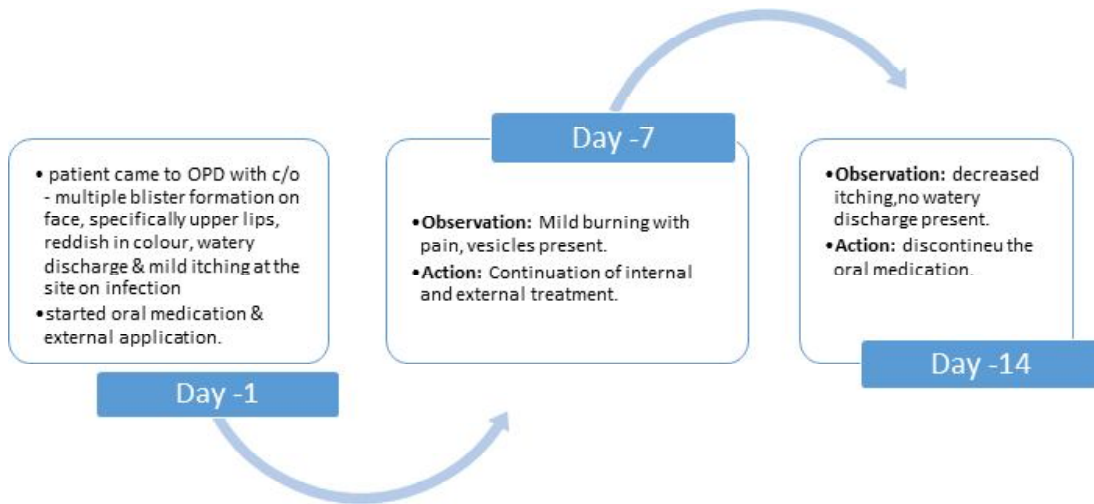 • patient came to OPD with c/o
- multiple blister formation on
face, specifically upper lips,
reddish in colour, watery
discharge & mild itching at the
site on infection
•started oral medication &
external application.
Day -1
Day -7
•Observation: Mild burning with
pain, vesicles present.
•Action: Continuation of internal
and external treatment.
•Observation: decreased
itching,no watery
discharge present.
•Action: discontineu the
oral medication.
Day -14